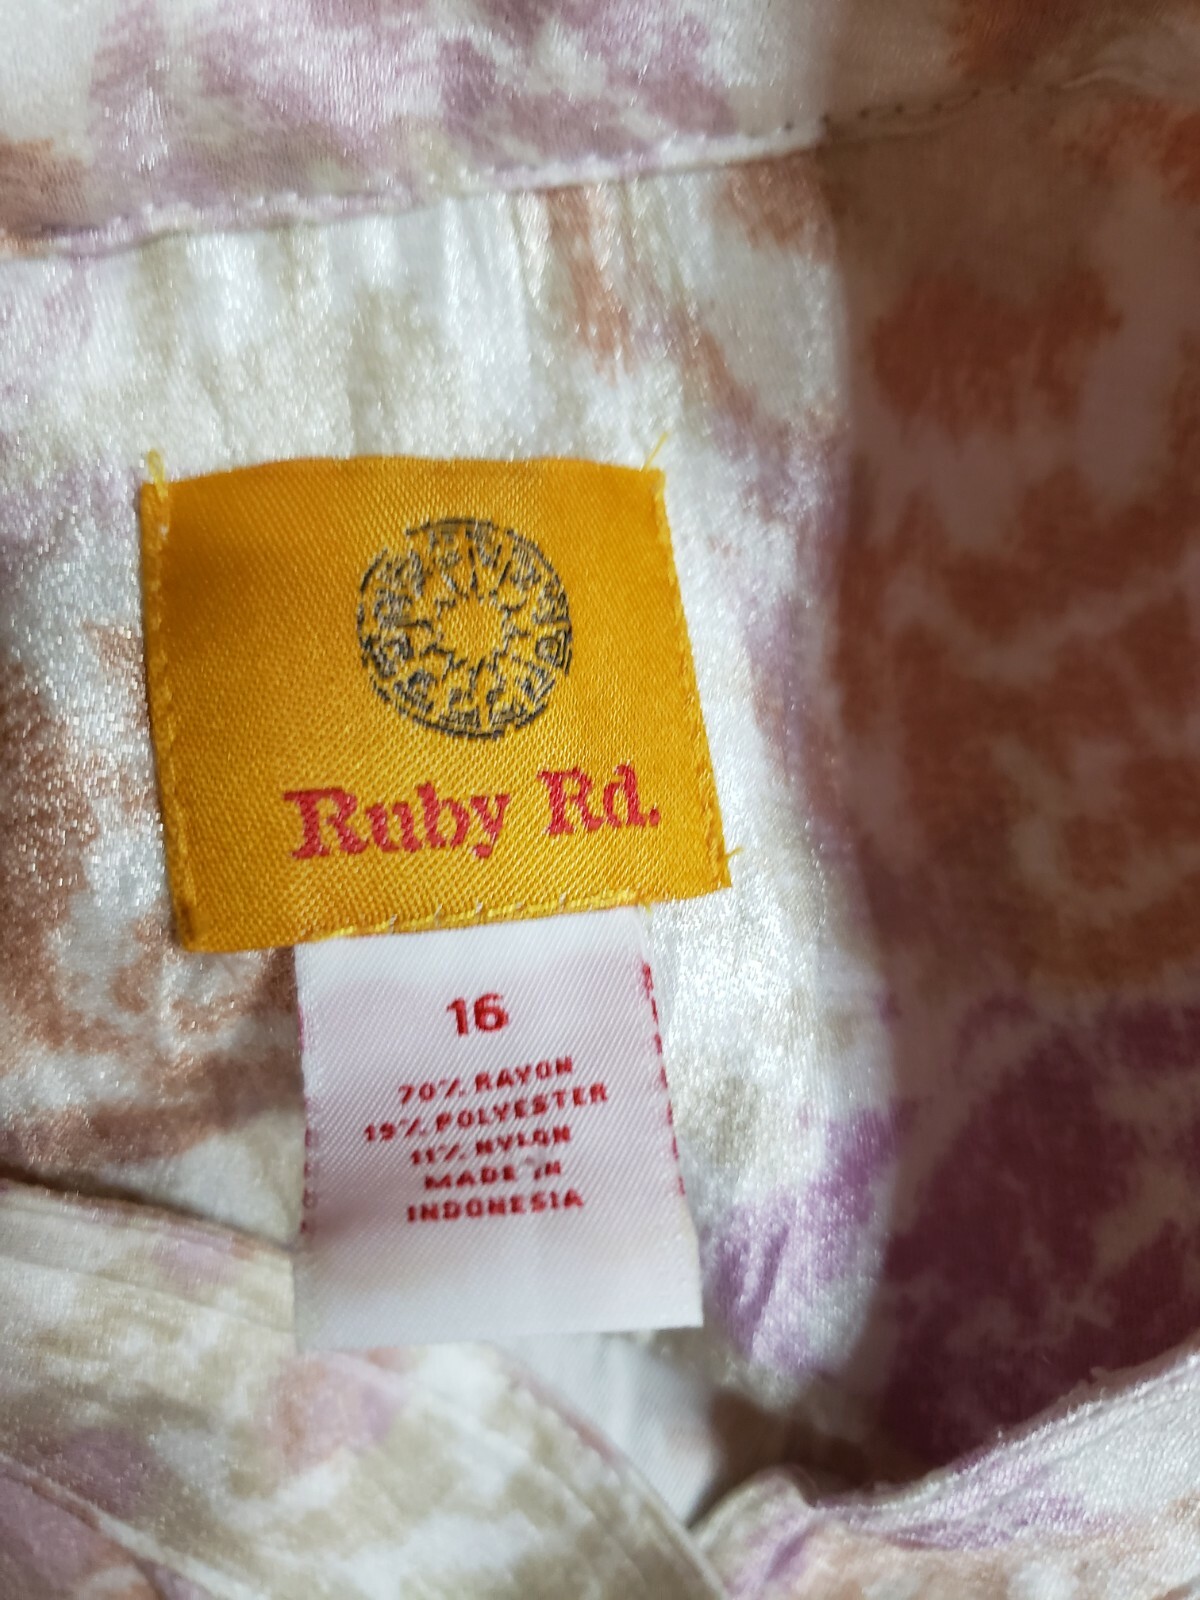 Ruby Rd.
16
70% RAYON
19% POLYESTER
11% NYLON
MADE IN
INDONESIA